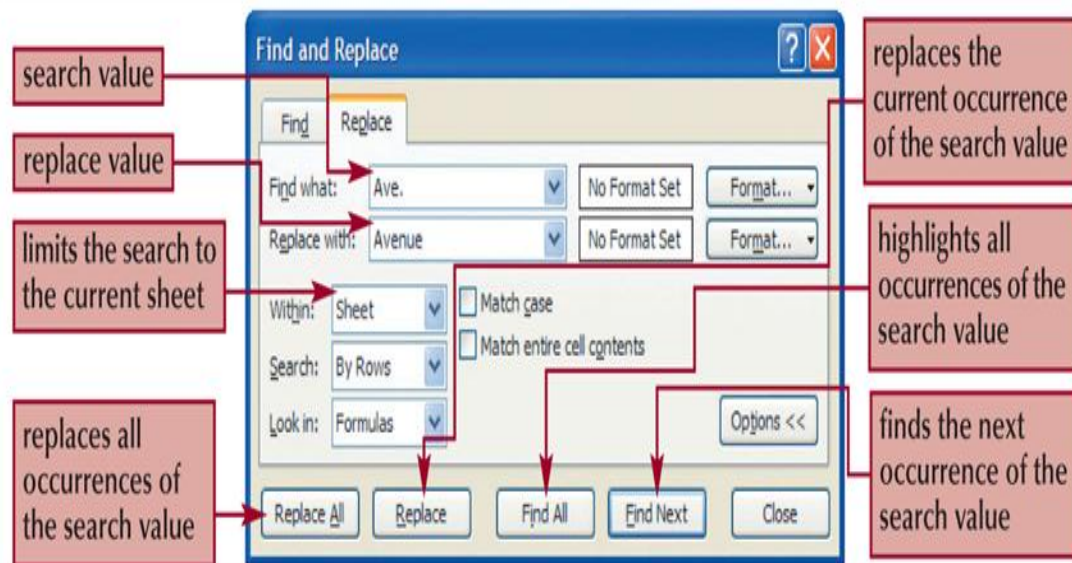 search value
replace value
limits the search to
the current sheet
replaces all
occurrences of
the search value
Find and Replace
Find
Replace
Find what:
Ave.
No Format Set
Format...
Replace with:
Avenue
No Format Set
Format...
Within:
Sheet
Match case
Match entire cell contents
Search:
By Rows
Look in:
Formulas
Options <<
Replace All
Replace
Find All
Find Next
Close
replaces the
current occurrence
of the search value
highlights all
occurrences of the
search value
finds the next
occurrence of the
search value